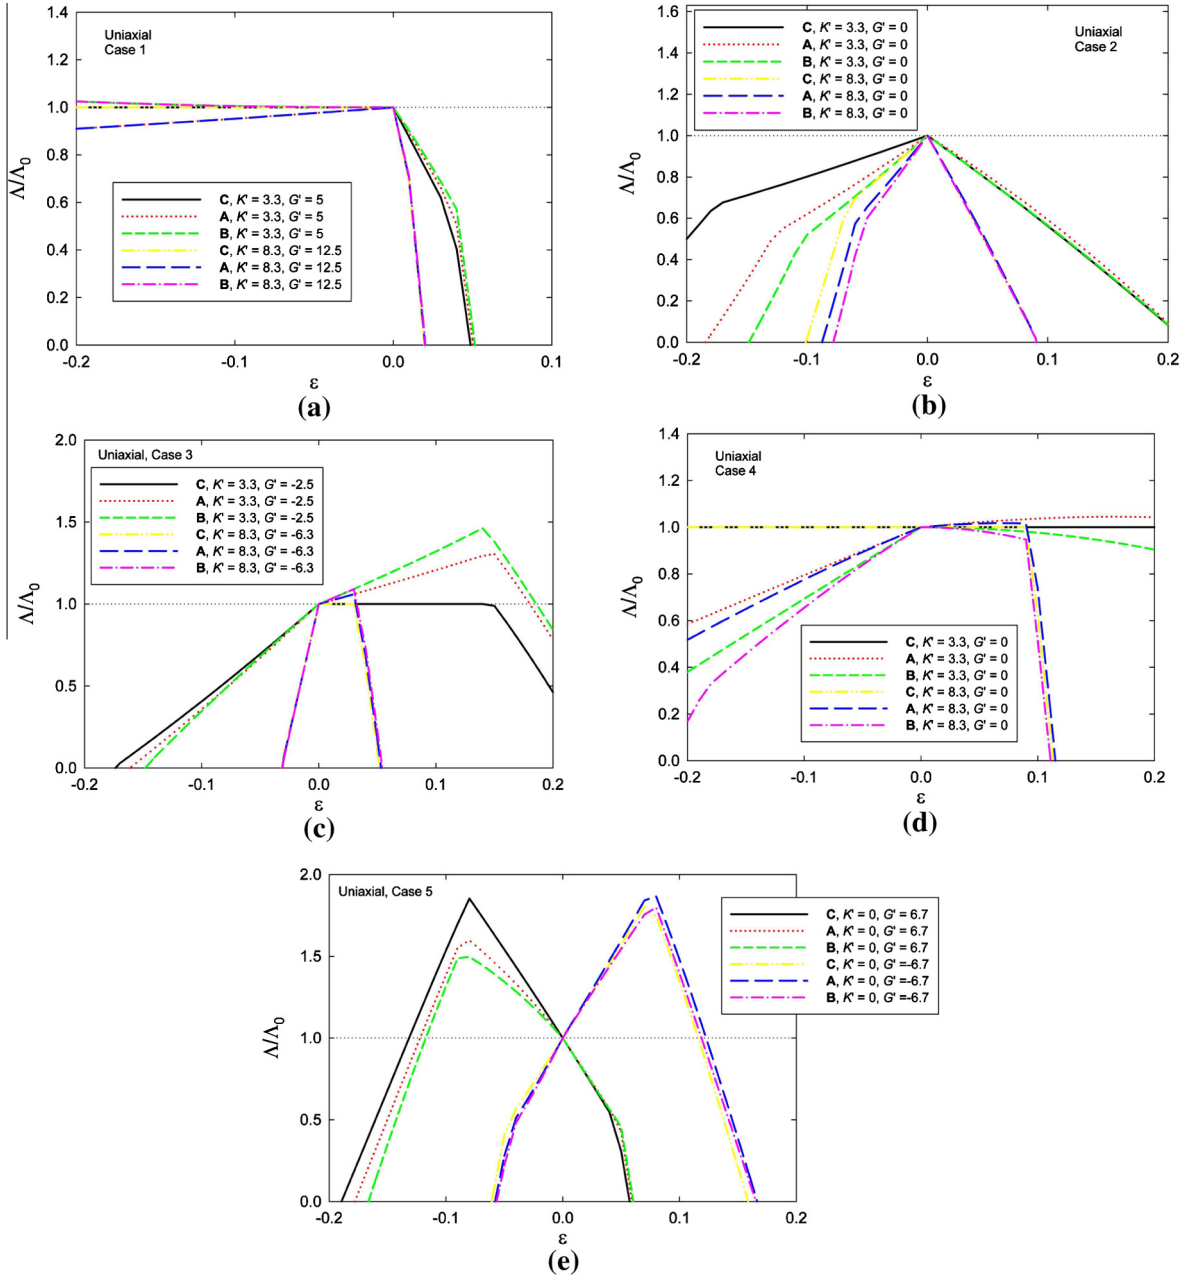 1.4
1.2
1.0
0.8
0.6
0.4
0.2
0.0
Uniaxial
Case 1
C, K' = 3.3, G' = 5
A, K' = 3.3, G' = 5
B, K' = 3.3, G' = 5
C, K' = 8.3, G' = 12.5
A, K' = 8.3, G' = 12.5
B, K' = 8.3, G' = 12.5
Λ/Λ0
-0.2 -0.1 0.0 0.1
ε
(a)
1.6
1.4
1.2
1.0
0.8
0.6
0.4
0.2
0.0
C, K' = 3.3, G' = 0
A, K' = 3.3, G' = 0
B, K' = 3.3, G' = 0
C, K' = 8.3, G' = 0
A, K' = 8.3, G' = 0
B, K' = 8.3, G' = 0
Uniaxial
Case 2
Λ/Λ0
-0.2 -0.1 0.0 0.1 0.2
ε
(b)
2.0
1.5
1.0
0.5
0.0
Uniaxial, Case 3
C, K' = 3.3, G' = -2.5
A, K' = 3.3, G' = -2.5
B, K' = 3.3, G' = -2.5
C, K' = 8.3, G' = -6.3
A, K' = 8.3, G' = -6.3
B, K' = 8.3, G' = -6.3
Λ/Λ0
-0.2 -0.1 0.0 0.1 0.2
ε
(c)
1.4
1.2
1.0
0.8
0.6
0.4
0.2
0.0
Uniaxial
Case 4
C, K' = 3.3, G' = 0
A, K' = 3.3, G' = 0
B, K' = 3.3, G' = 0
C, K' = 8.3, G' = 0
A, K' = 8.3, G' = 0
B, K' = 8.3, G' = 0
Λ/Λ0
-0.2 -0.1 0.0 0.1 0.2
ε
(d)
2.0
1.5
1.0
0.5
0.0
Uniaxial, Case 5
C, K' = 0, G' = 6.7
A, K' = 0, G' = 6.7
B, K' = 0, G' = 6.7
C, K' = 0, G' =-6.7
A, K' = 0, G' =-6.7
B, K' = 0, G' =-6.7
Λ/Λ0
-0.2 -0.1 0.0 0.1 0.2
ε
(e)